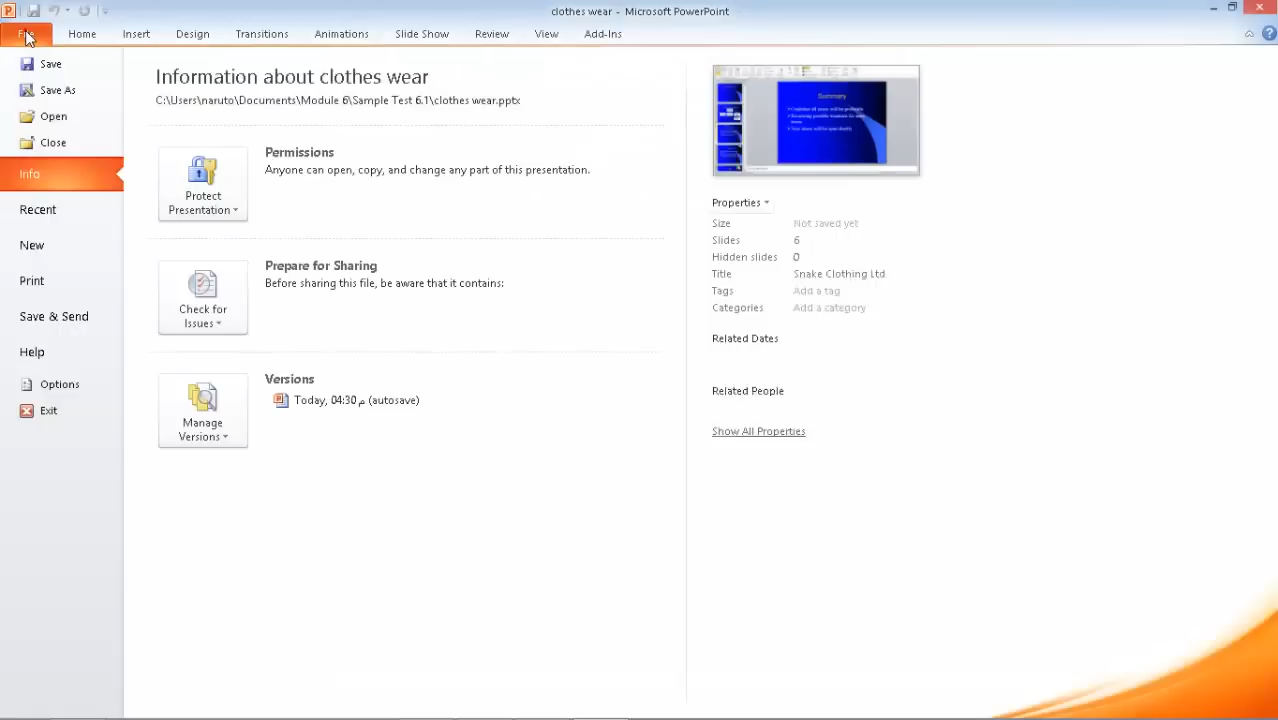 clothes wear - Microsoft PowerPoint
Home Insert Design Transitions Animations Slide Show Review View Add-Ins
Save
Save As
Open
Close
Info
Recent
New
Print
Save & Send
Help
Options
Exit
Information about clothes wear
C:\Users\naruto\Documents\Module 6\Sample Test 6.1\clothes wear.pptx
Permissions
Anyone can open, copy, and change any part of this presentation.
Protect
Presentation
Prepare for Sharing
Before sharing this file, be aware that it contains:
Check for
Issues
Versions
Today, 04:30 م (autosave)
Manage
Versions
Summary
Properties
Size Not saved yet
Slides 6
Hidden slides 0
Title Snake Clothing Ltd
Tags Add a tag
Categories Add a category
Related Dates
Related People
Show All Properties